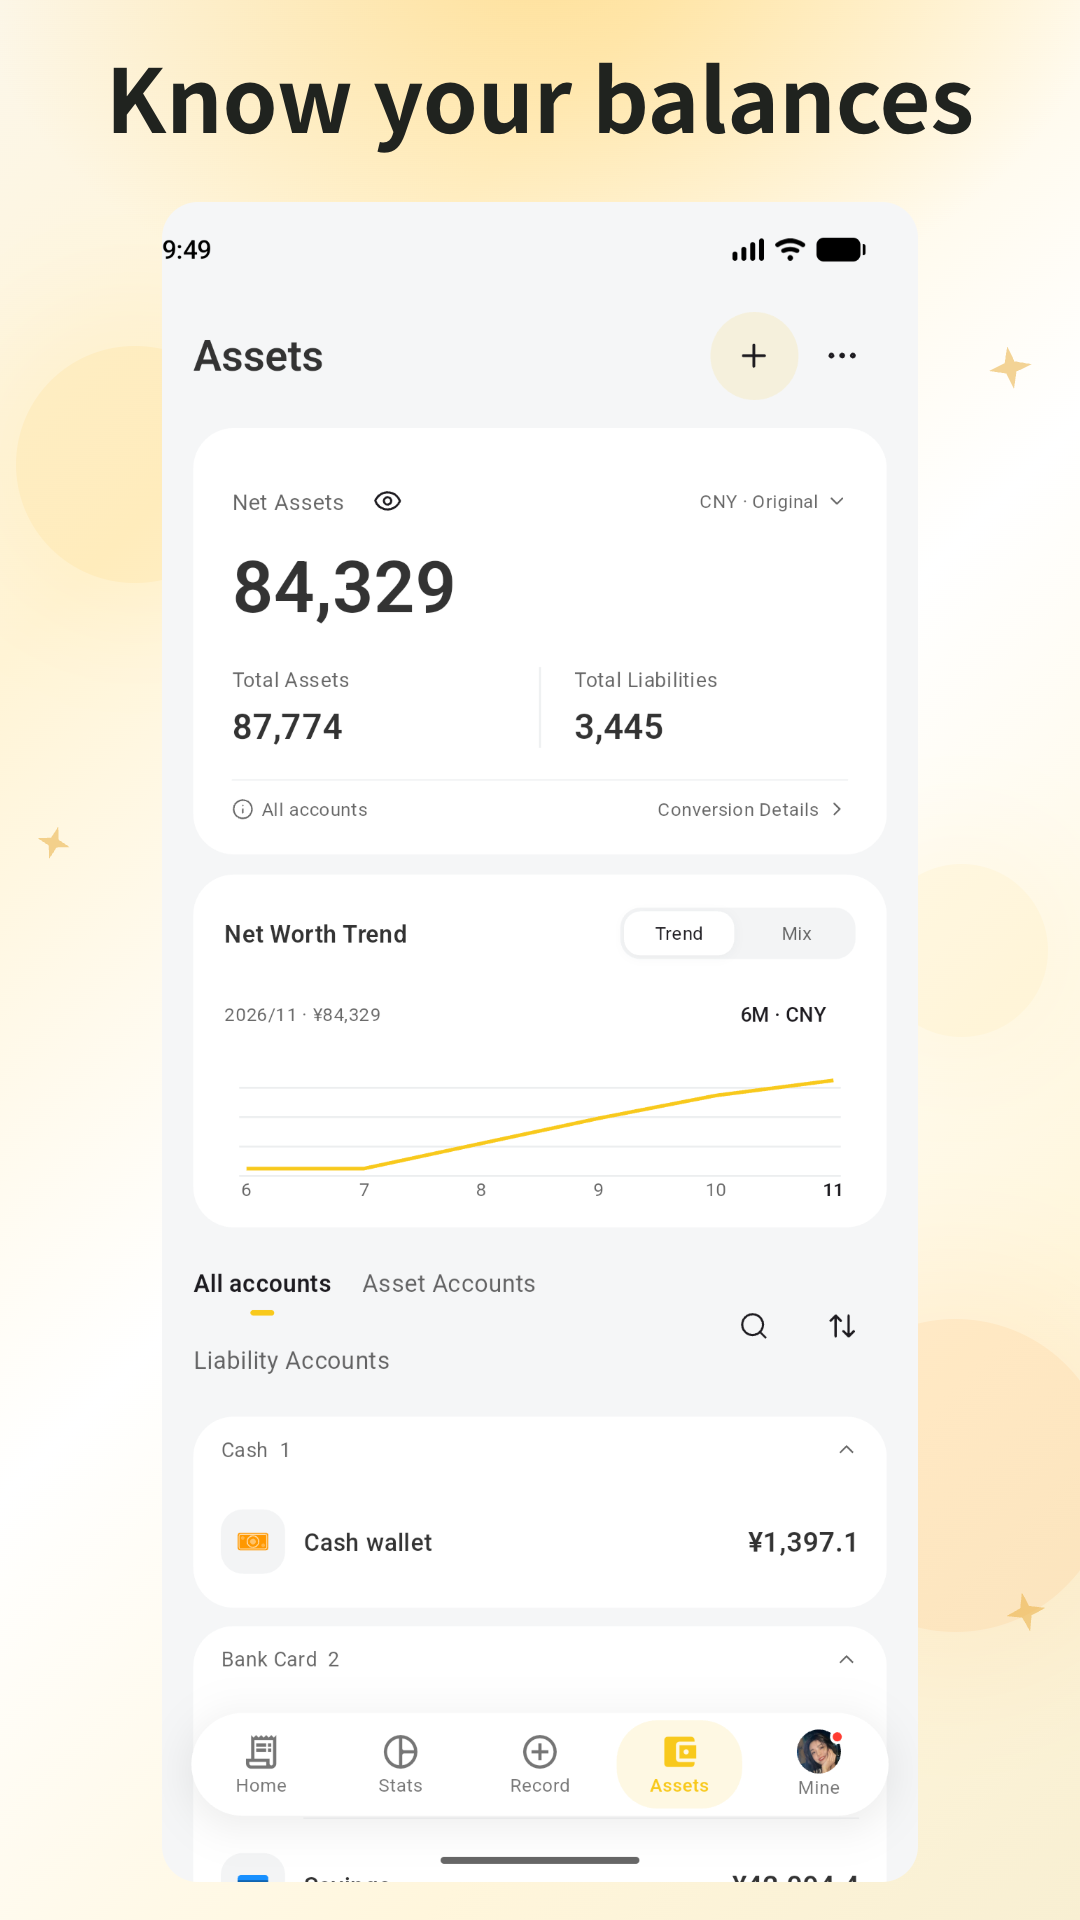 Know your balances
9:49
Assets
Net Assets
CNY · Original
84,329
Total Assets
Total Liabilities
87,774
3,445
All accounts
Conversion Details
Net Worth Trend
Trend
Mix
2026/11 · ¥84,329
6M · CNY
6 7 8 9 10 11
All accounts
Asset Accounts
Liability Accounts
Cash 1
Cash wallet
¥1,397.1
Bank Card 2
Home
Stats
Record
Assets
Mine